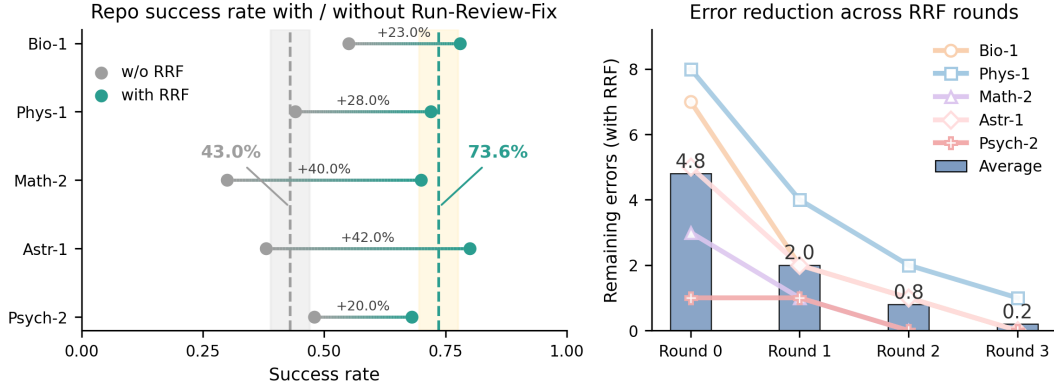 Repo success rate with / without Run-Review-Fix
Bio-1
Phys-1
Math-2
Astr-1
Psych-2
w/o RRF
with RRF
+23.0%
+28.0%
43.0%
73.6%
+40.0%
+42.0%
+20.0%
0.00 0.25 0.50 0.75 1.00
Success rate
Error reduction across RRF rounds
Remaining errors (with RRF)
8
6
4
2
0
Bio-1
Phys-1
Math-2
Astr-1
Psych-2
Average
4.8
2.0
0.8
0.2
Round 0 Round 1 Round 2 Round 3